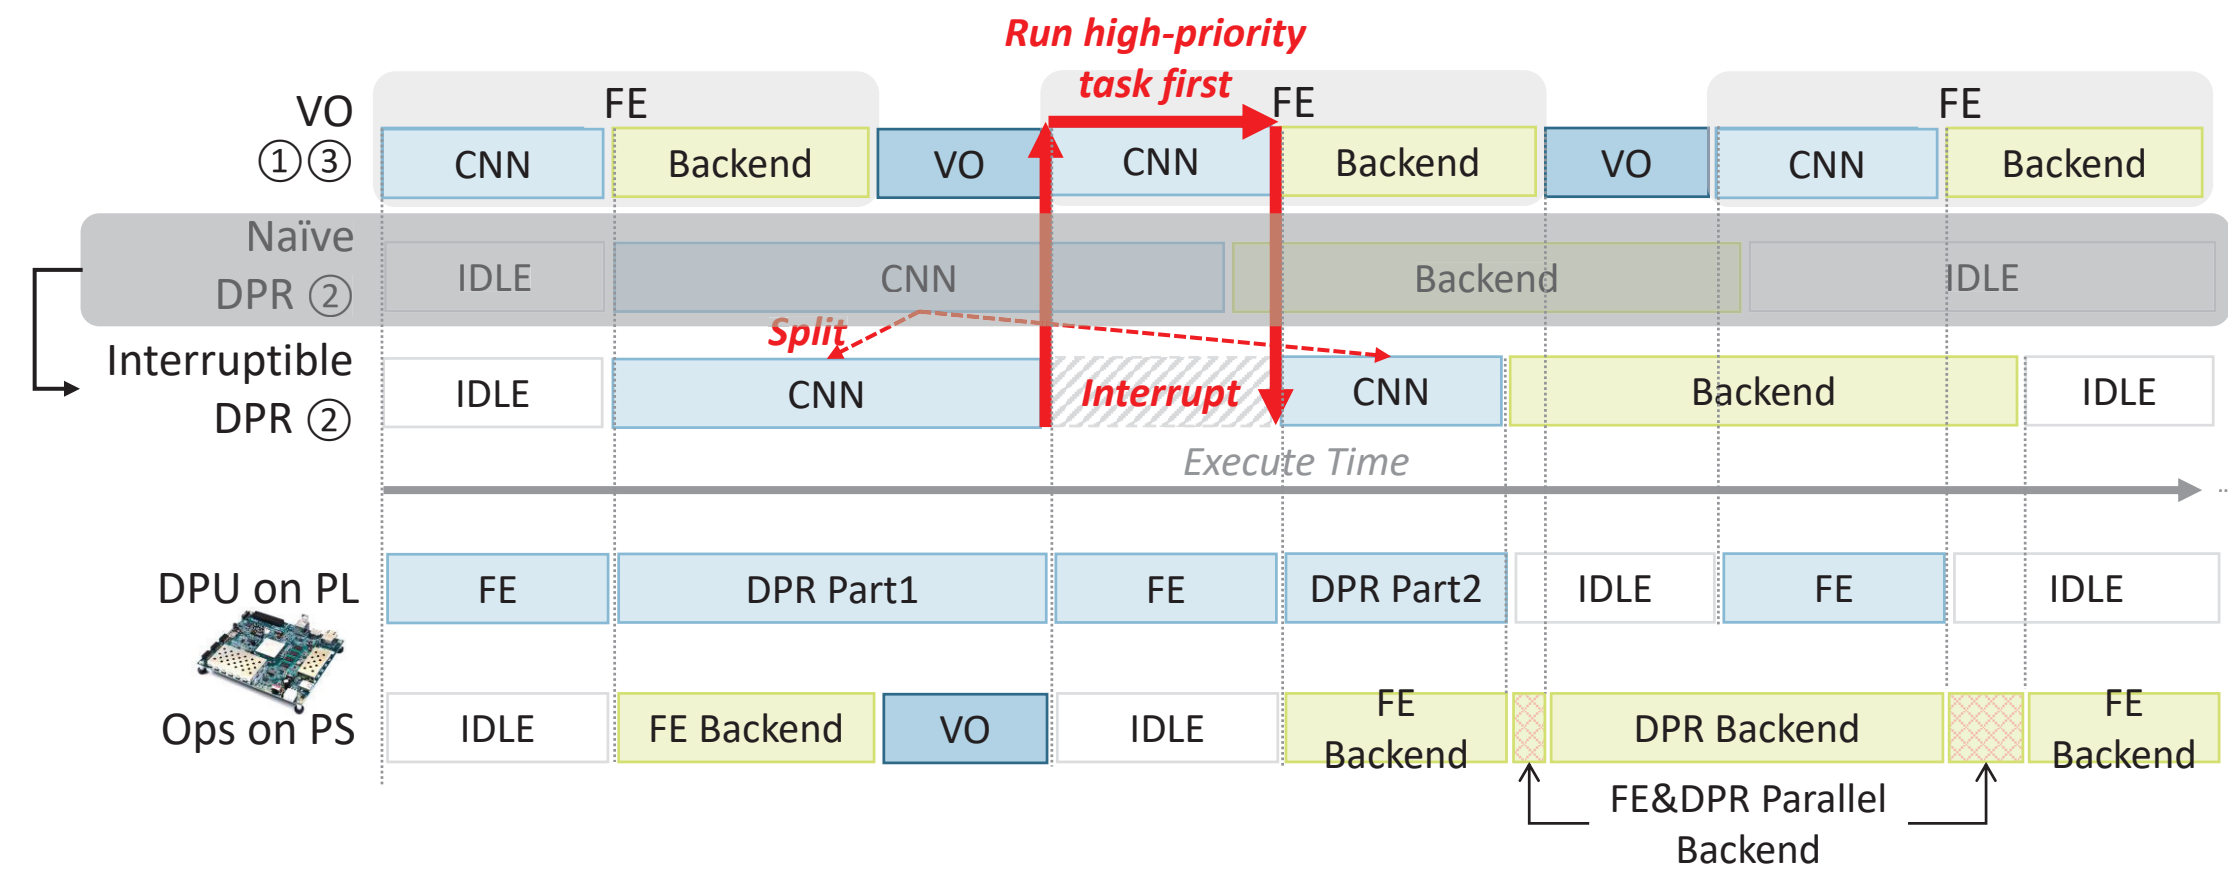 Run high-priority
task first
VO
①③
FE
FE
FE
CNN
Backend
VO
CNN
Backend
VO
CNN
Backend
Naïve
DPR ②
IDLE
CNN
Backend
IDLE
Split
Interruptible
DPR ②
IDLE
CNN
Interrupt
CNN
Backend
IDLE
Execute Time
..
DPU on PL
FE
DPR Part1
FE
DPR Part2
IDLE
FE
IDLE
Ops on PS
IDLE
FE Backend
VO
IDLE
FE
Backend
DPR Backend
FE
Backend
FE&DPR Parallel
Backend